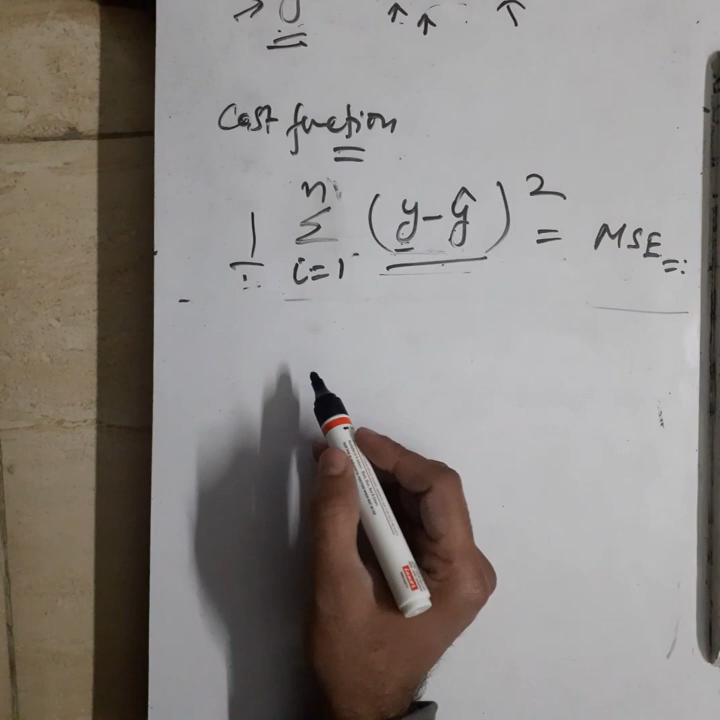 Cost function
1 n Σ i=1 (y-ŷ)² = MSE